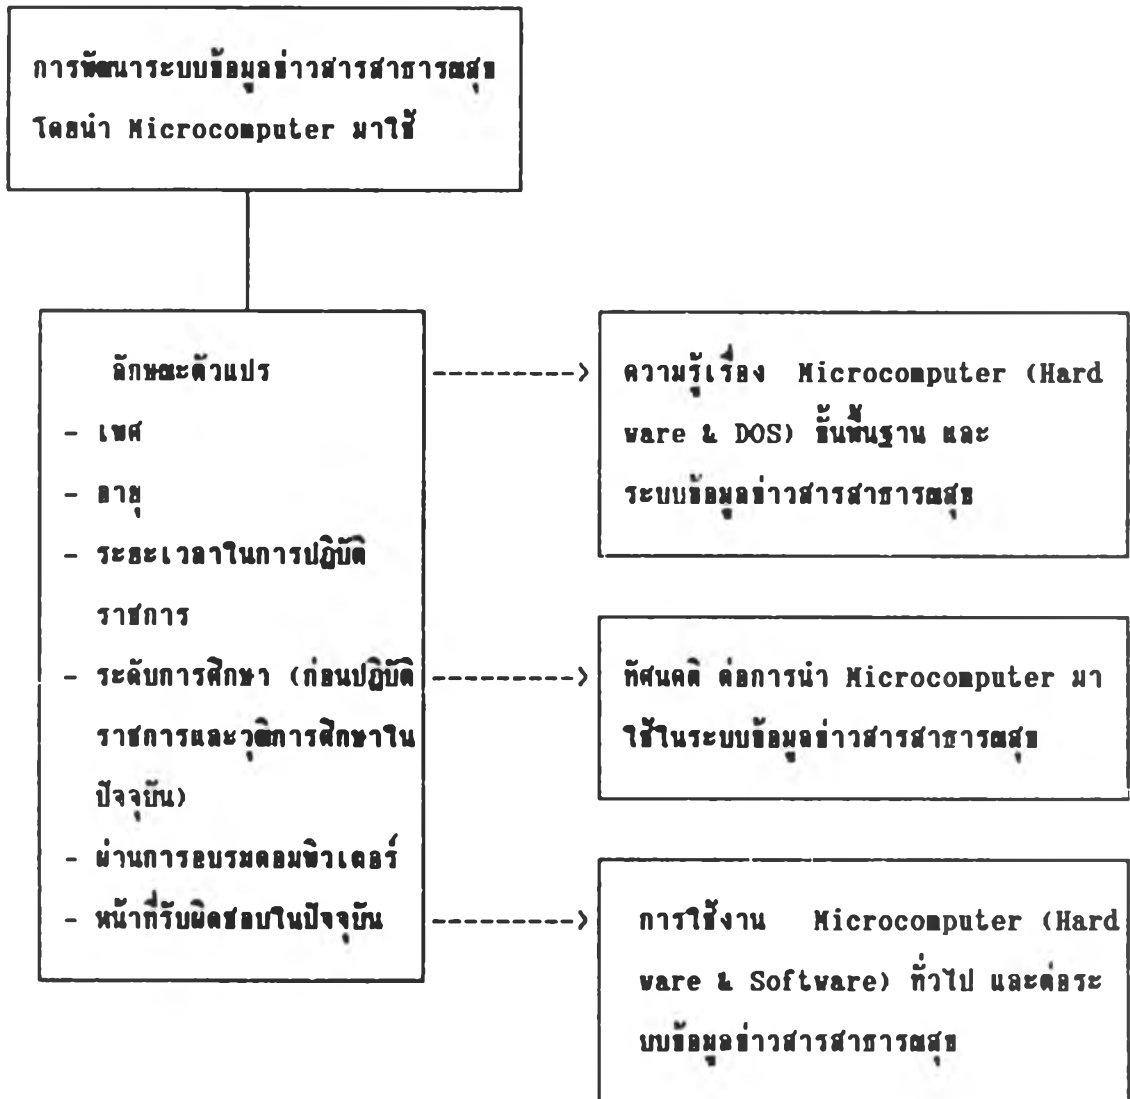 การพัฒนาระบบข้อมูลข่าวสารสาธารณสุข
โดยนำ Microcomputer มาใช้
ลักษณะตัวแปร
- เพศ
- อายุ
- ระยะเวลาในการปฏิบัติ
ราชการ
- ระดับการศึกษา (ก่อนปฏิบัติ
ราชการและวุฒิการศึกษาใน
ปัจจุบัน)
- ผ่านการอบรมคอมพิวเตอร์
- หน้าที่รับผิดชอบในปัจจุบัน
ความรู้เรื่อง Microcomputer (Hard
ware & DOS) ขั้นพื้นฐาน และ
ระบบข้อมูลข่าวสารสาธารณสุข
ทัศนคติ ต่อการนำ Microcomputer มา
ใช้ในระบบข้อมูลข่าวสารสาธารณสุข
การใช้งาน Microcomputer (Hard
ware & Software) ทั่วไป และต่อระ
บบข้อมูลข่าวสารสาธารณสุข